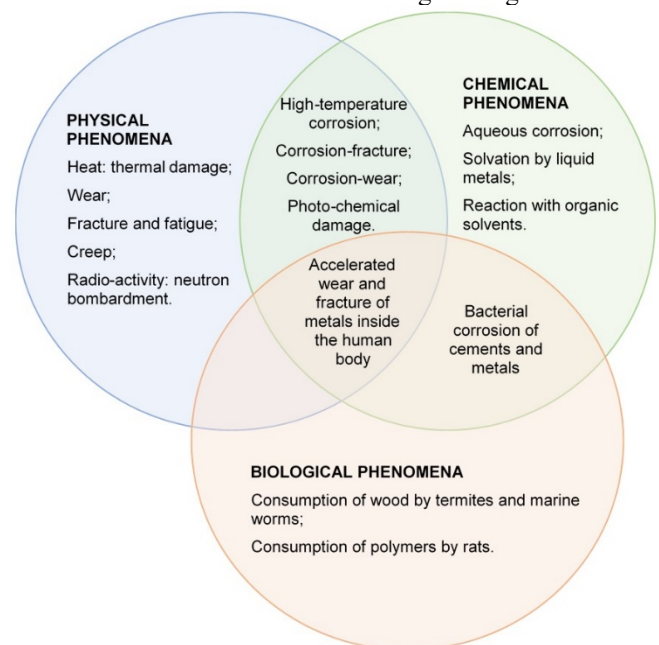 PHYSICAL
PHENOMENA
Heat: thermal damage;
Wear;
Fracture and fatigue;
Creep;
Radio-activity: neutron
bombardment.
High-temperature
corrosion;
Corrosion-fracture;
Corrosion-wear;
Photo-chemical
damage.
CHEMICAL
PHENOMENA
Aqueous corrosion;
Solvation by liquid
metals;
Reaction with organic
solvents.
Accelerated
wear and
fracture of
metals inside
the human
body
Bacterial
corrosion of
cements and
metals
BIOLOGICAL PHENOMENA
Consumption of wood by termites and marine
worms;
Consumption of polymers by rats.